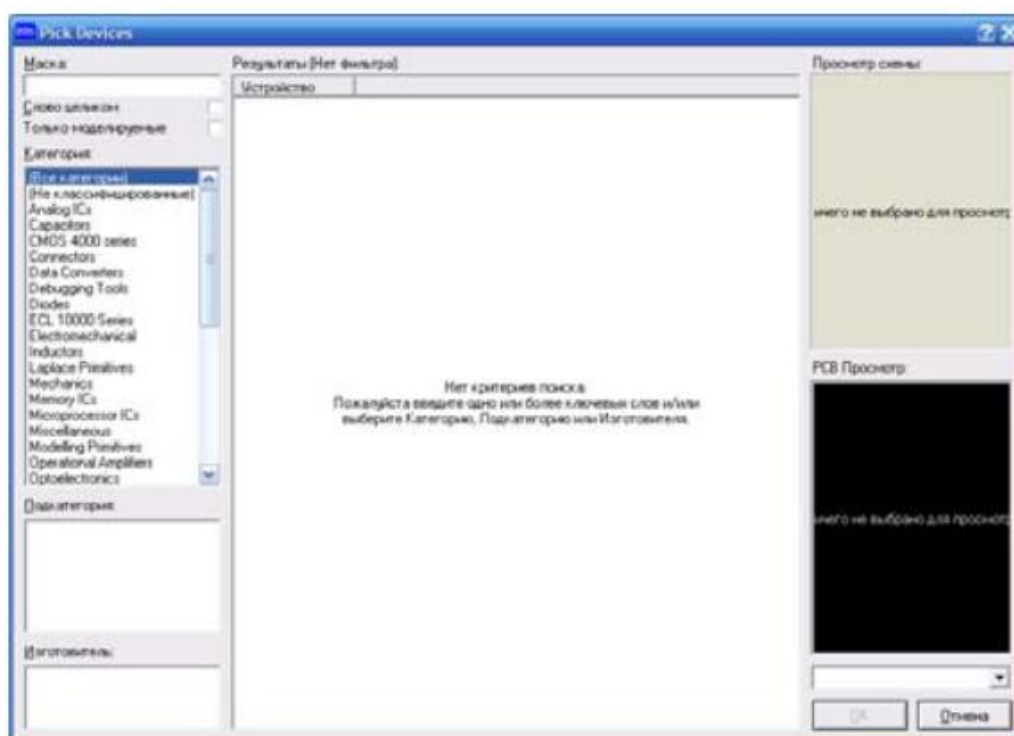 Pick Devices
Маска:
Слово целиком
Только моделируемые
Категория:
(Все категории)
(Не классифицированные)
Analog ICs
Capacitors
CMOS 4000 series
Connectors
Data Converters
Debugging Tools
Diodes
ECL 10000 Series
Electromechanical
Inductors
Laplace Primitives
Mechanics
Memory ICs
Microprocessor ICs
Miscellaneous
Modelling Primitives
Operational Amplifiers
Optoelectronics
Подкатегория:
Изготовитель:
Результаты (Нет фильтра):
Устройство
Нет критериев поиска.
Пожалуйста введите одно или более ключевых слов и/или
выберите Категорию, Подкатегорию или Изготовителя.
Просмотр схемы:
ичего не выбрано для просмотр
PCB Просмотр:
ичего не выбрано для просмотр
OK
Отмена